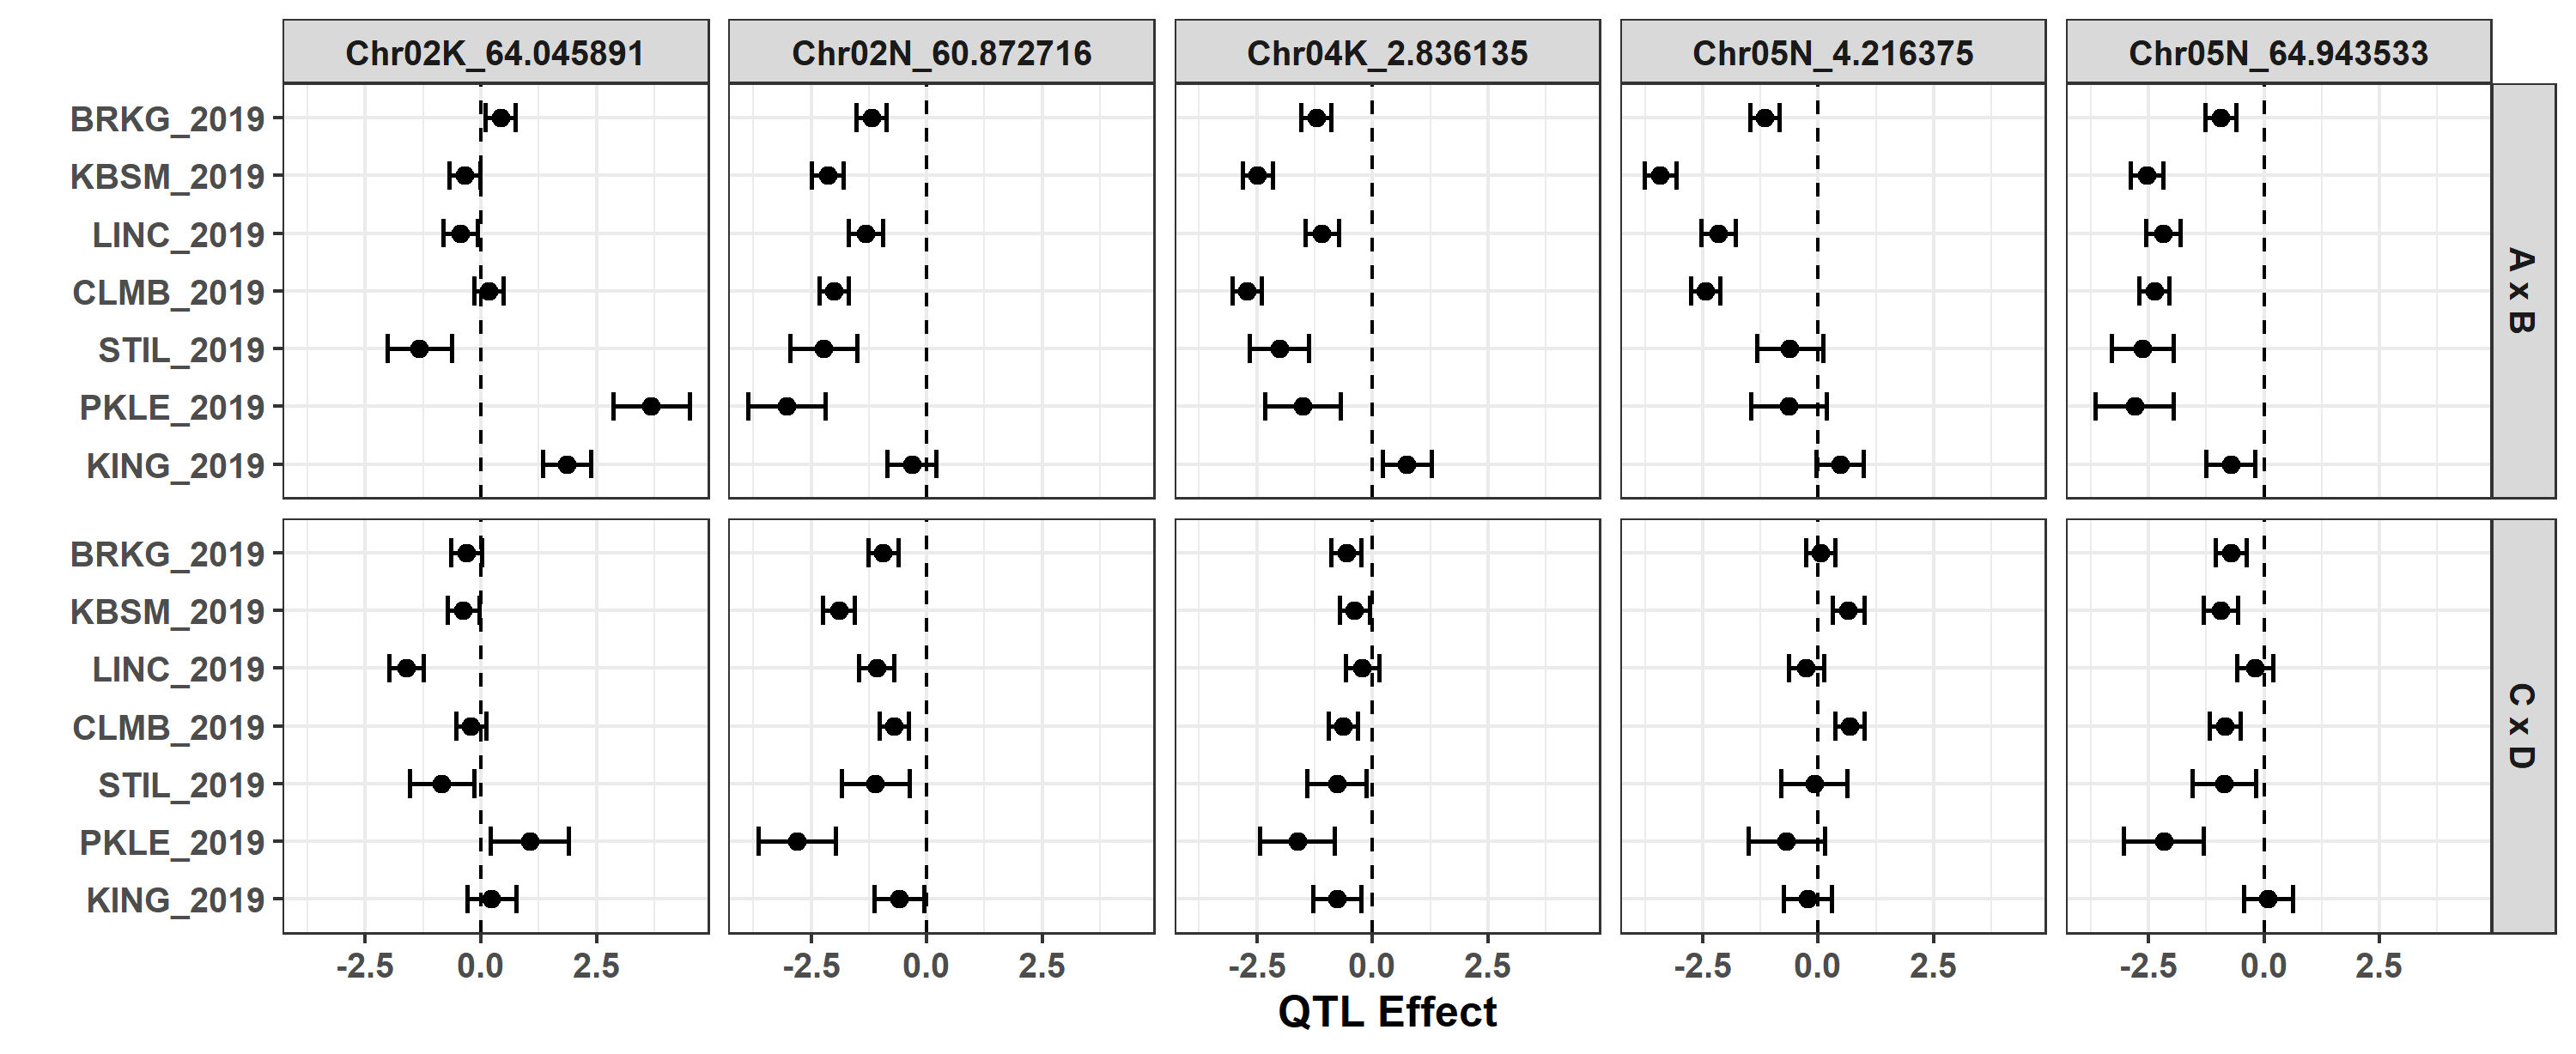 Chr02K_64.045891 Chr02N_60.872716 Chr04K_2.836135 Chr05N_4.216375 Chr05N_64.943533
BRKG_2019
KBSM_2019
LINC_2019
CLMB_2019
STIL_2019
PKLE_2019
KING_2019
A x B
BRKG_2019
KBSM_2019
LINC_2019
CLMB_2019
STIL_2019
PKLE_2019
KING_2019
C x D
-2.5 0.0 2.5 -2.5 0.0 2.5 -2.5 0.0 2.5 -2.5 0.0 2.5 -2.5 0.0 2.5
QTL Effect